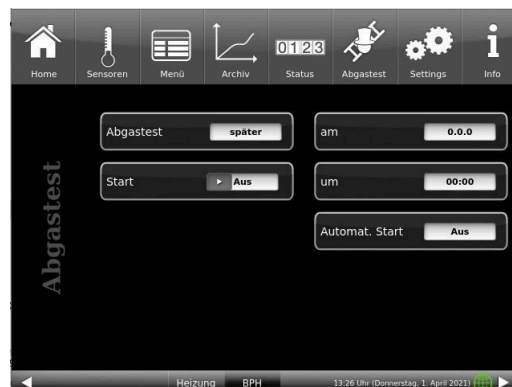 0123
Home Sensoren Menü Archiv Status Abgastest Settings Info
Abgastest
Abgastest später am 0.0.0
Start Aus um 00:00
Automat. Start Aus
Heizung BPH 13:26 Uhr (Donnerstag, 1. April 2021)